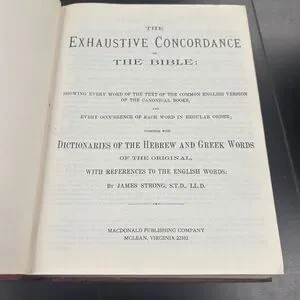 THE
EXHAUSTIVE CONCORDANCE
OF
THE BIBLE:
SHOWING EVERY WORD OF THE TEXT OF THE COMMON ENGLISH VERSION
OF THE CANONICAL BOOKS,
AND
EVERY OCCURRENCE OF EACH WORD IN REGULAR ORDER;
TOGETHER WITH
DICTIONARIES OF THE HEBREW AND GREEK WORDS
OF THE ORIGINAL,
WITH REFERENCES TO THE ENGLISH WORDS:
BY JAMES STRONG, S.T.D., LL.D.
MACDONALD PUBLISHING COMPANY
MCLEAN, VIRGINIA 22102